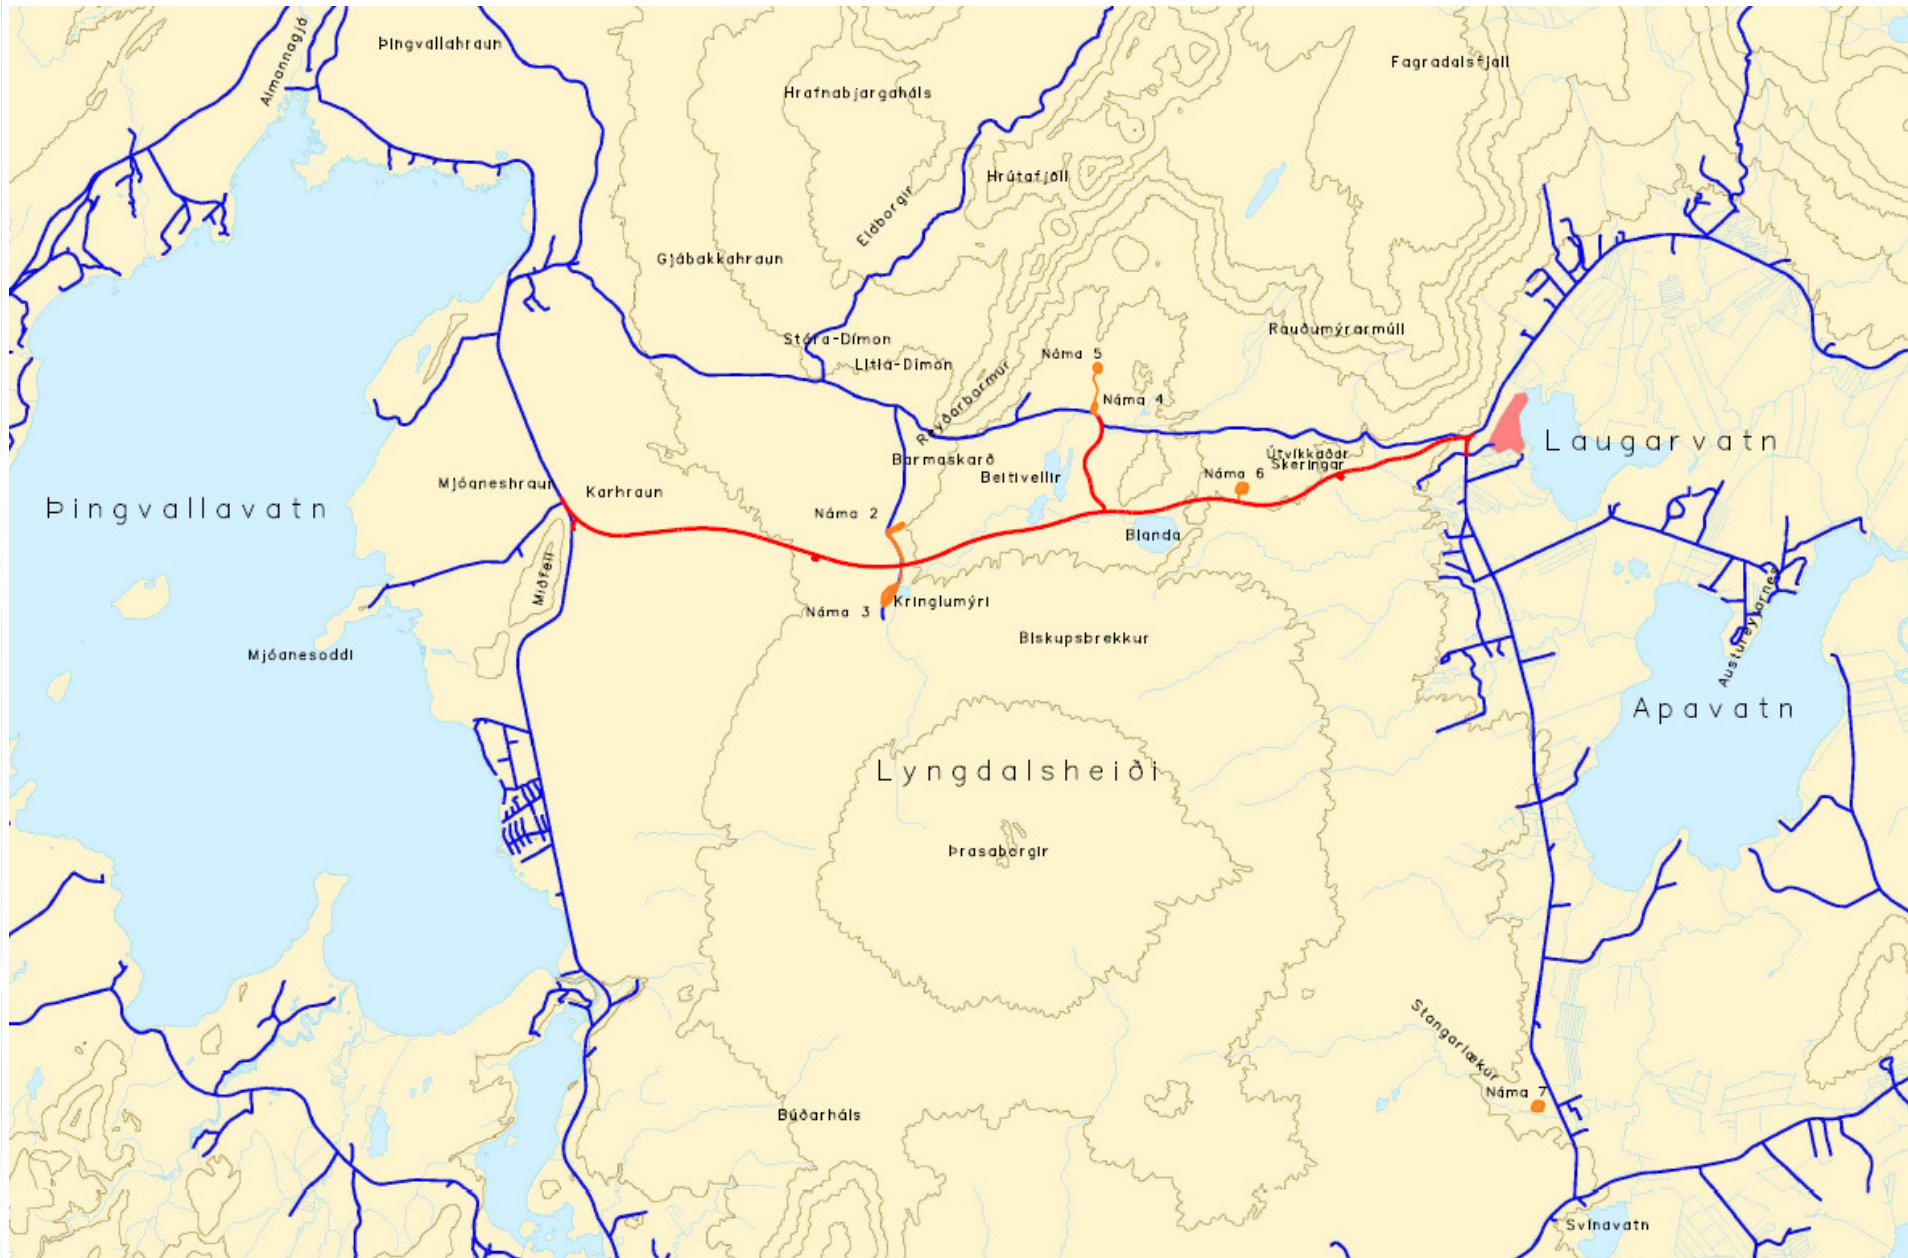 Almannagjá
Þingvallahraun
Hrafnabjargaháls
Fagradalsfjall
Hrútafjöll
Eldborgir
Gjábakkahraun
Stóra-Dímon
Litla-Dímon
Rauðumýrarmúli
Náma 5
Náma 4
Reyðarbarmur
Barmaskarð
Beitivellir
Náma 6
Útvíkkaðar
Skeringar
Laugarvatn
Þingvallavatn
Mjóaneshraun
Karhraun
Náma 2
Blanda
Miðfell
Náma 3
Kringlumýri
Biskupsbrekkur
Mjóanesoddi
Austureyjarnes
Apavatn
Lyngdalsheiði
Þrasaborgir
Stangarlækur
Náma 7
Búðarháls
Svínavatn